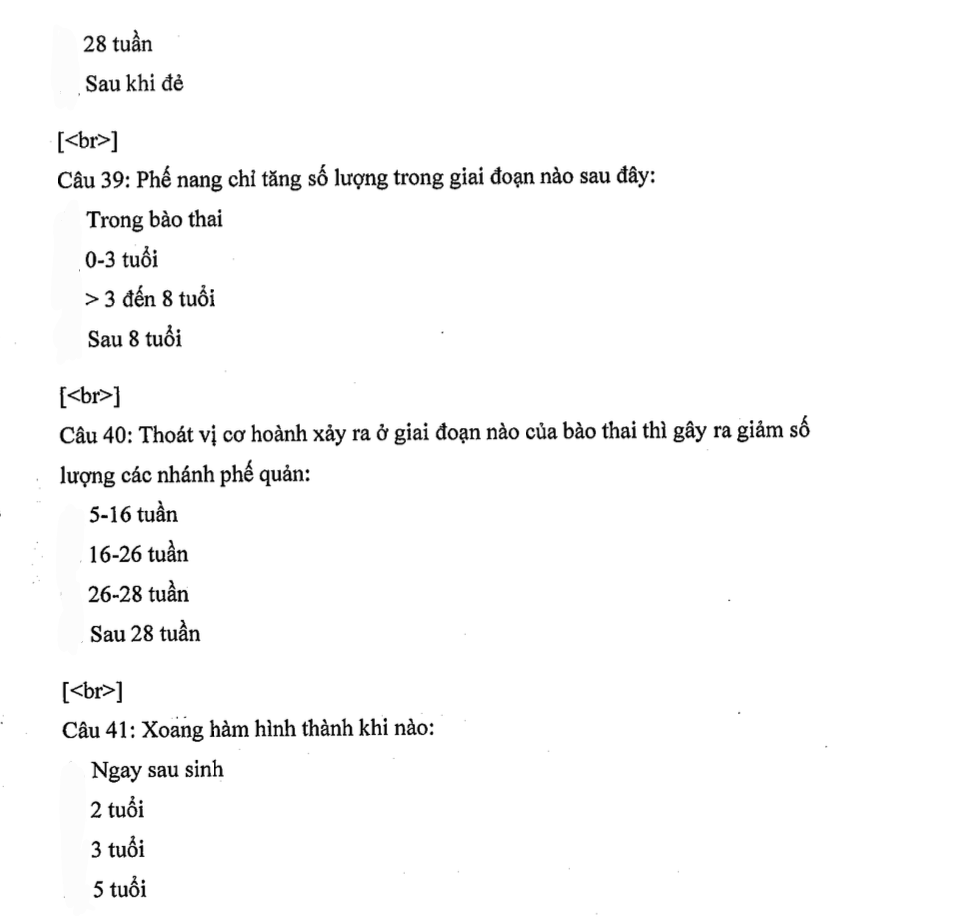 28 tuần
Sau khi đẻ
[<br>]
Câu 39: Phế nang chỉ tăng số lượng trong giai đoạn nào sau đây:
Trong bào thai
0-3 tuổi
> 3 đến 8 tuổi
Sau 8 tuổi
[<br>]
Câu 40: Thoát vị cơ hoành xảy ra ở giai đoạn nào của bào thai thì gây ra giảm số
lượng các nhánh phế quản:
5-16 tuần
16-26 tuần
26-28 tuần
Sau 28 tuần
[<br>]
Câu 41: Xoang hàm hình thành khi nào:
Ngay sau sinh
2 tuổi
3 tuổi
5 tuổi